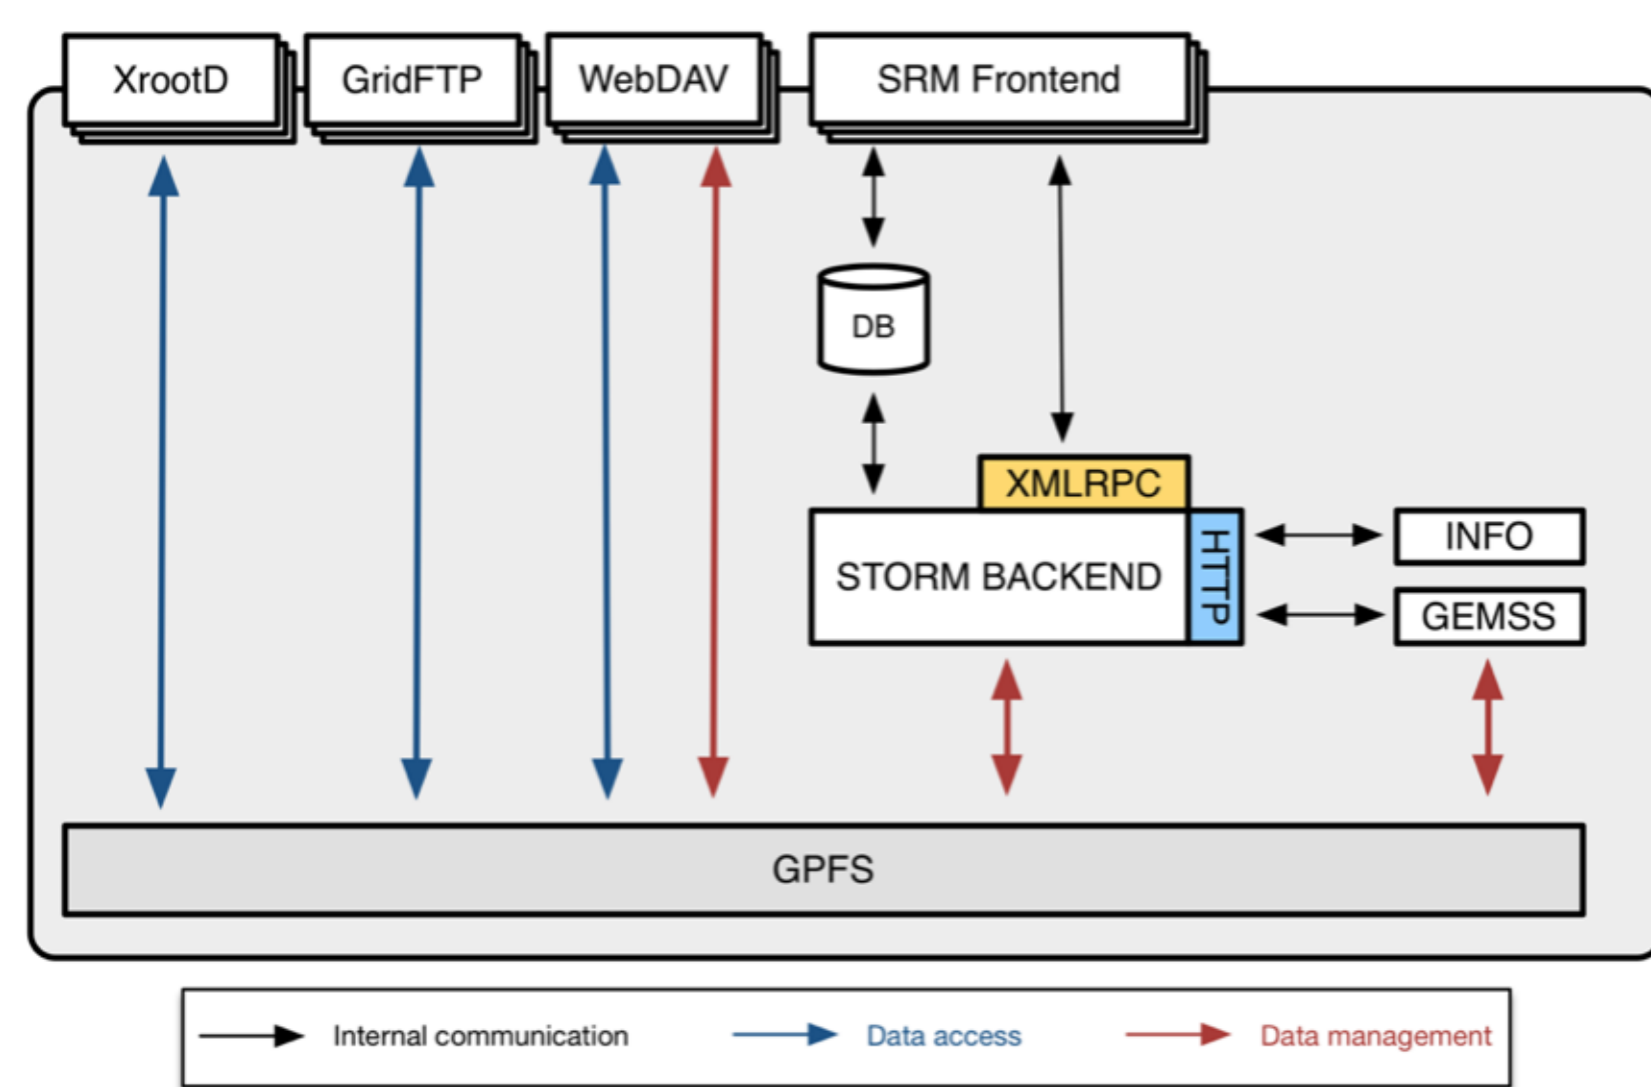 XrootD
GridFTP
WebDAV
SRM Frontend
DB
XMLRPC
STORM BACKEND
HTTP
INFO
GEMSS
GPFS
Internal communication
Data access
Data management